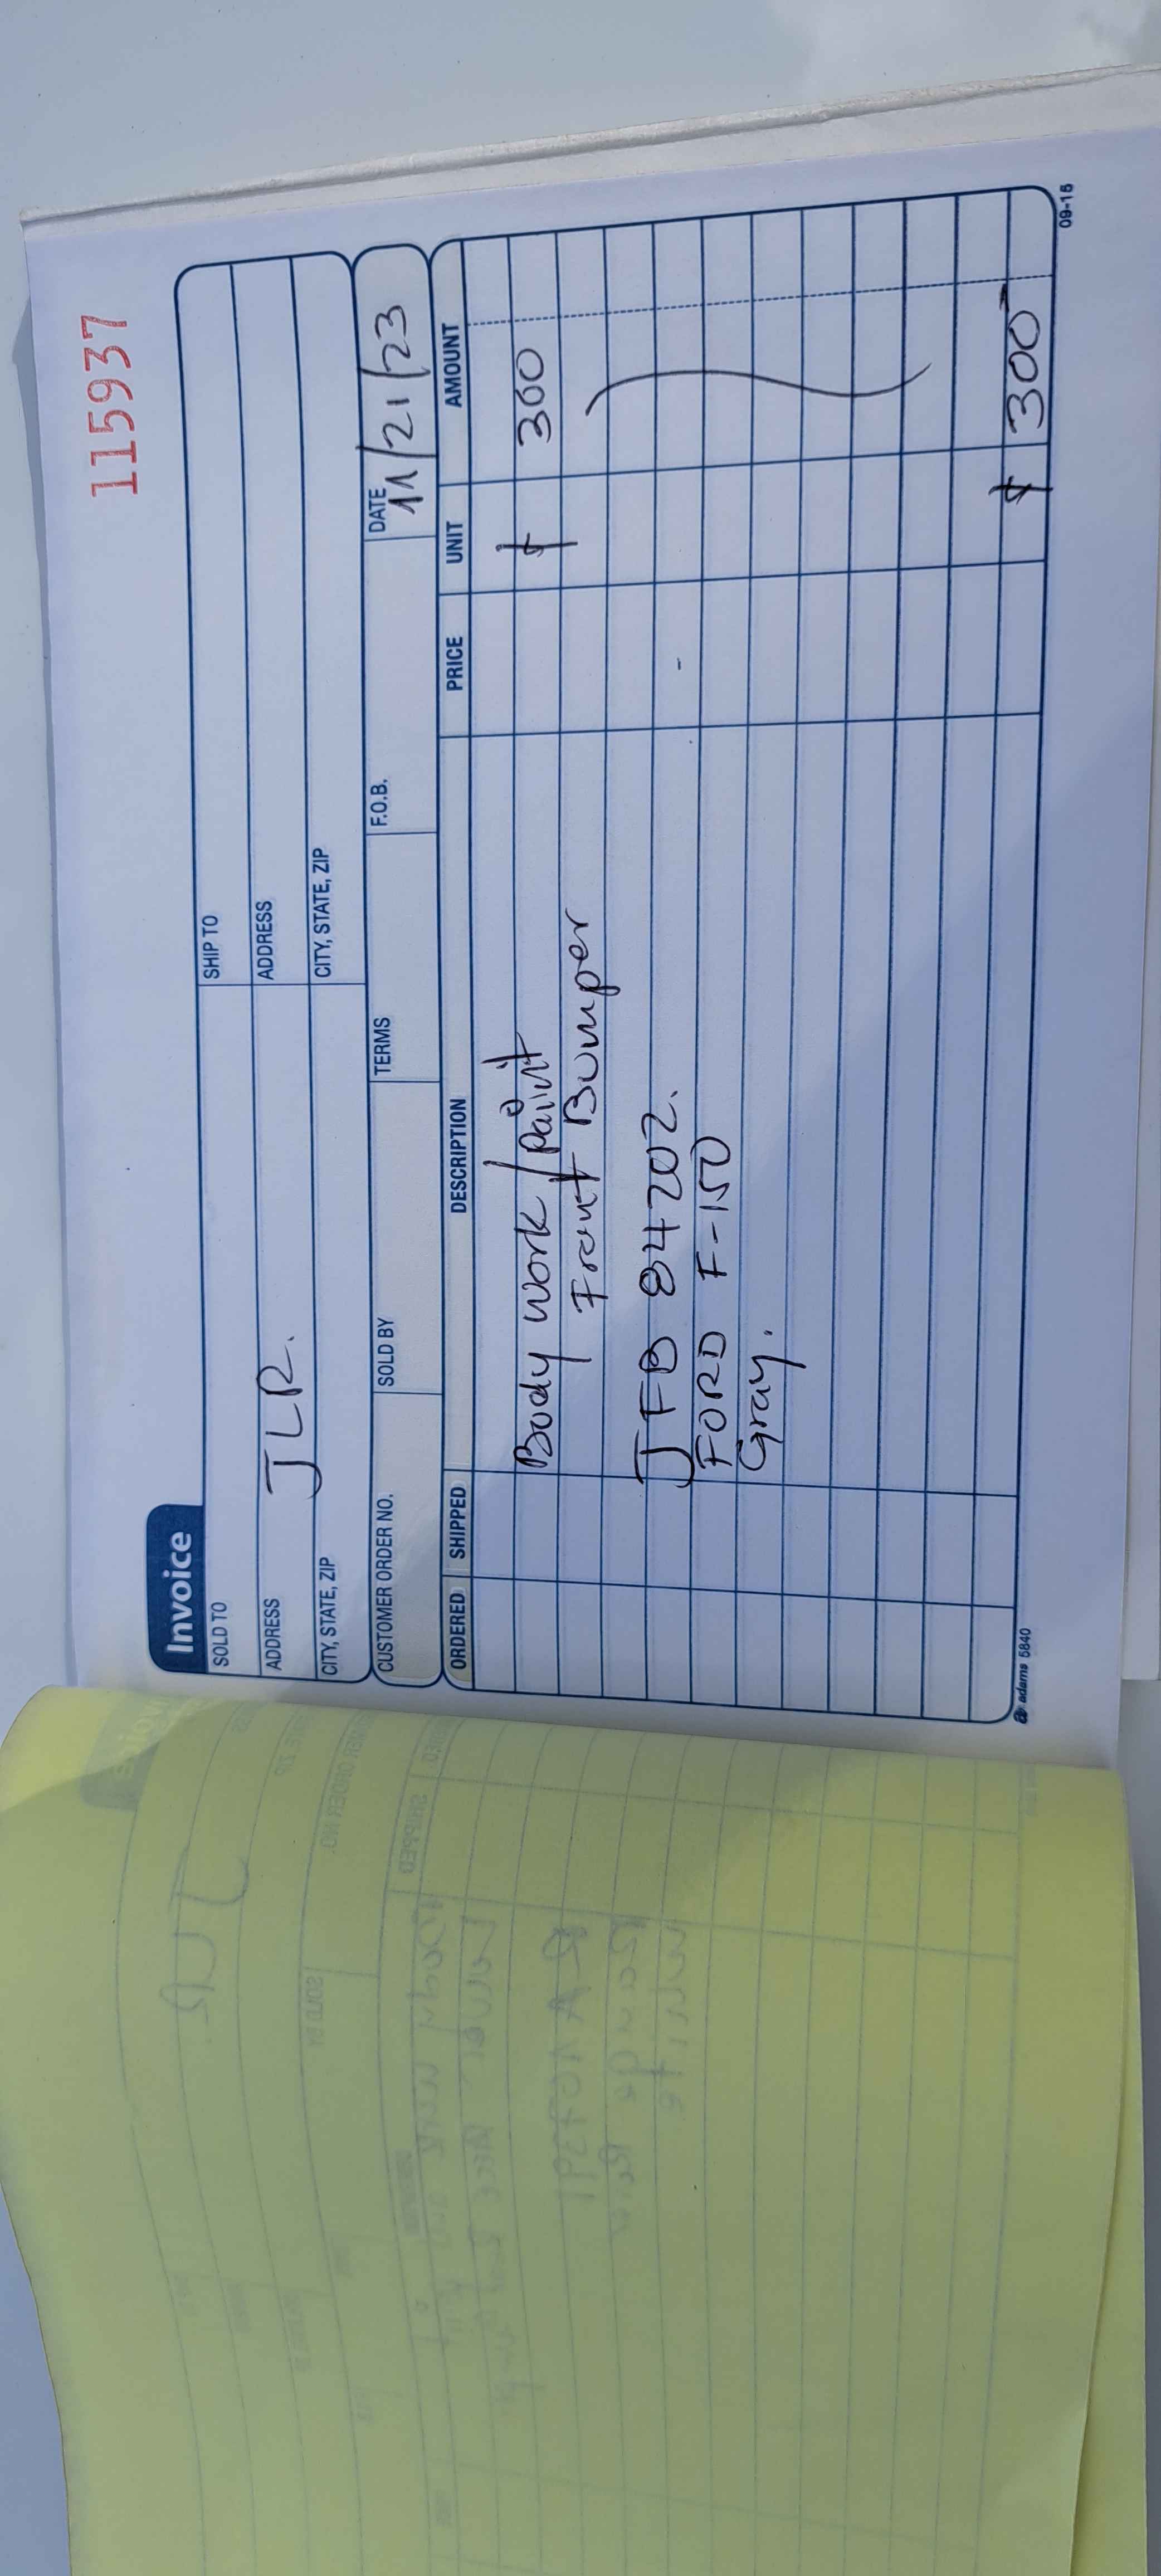 115937
Invoice
SOLD TO
SHIP TO
ADDRESS
JLR.
ADDRESS
CITY, STATE, ZIP
CITY, STATE, ZIP
CUSTOMER ORDER NO. SOLD BY TERMS F.O.B. DATE
11/21/23
ORDERED SHIPPED DESCRIPTION PRICE UNIT AMOUNT
Body work/paint $ 300
Front Bumper
JFB 84202.
FORD F-150
Gray.
$ 300
adams 5840
09-15